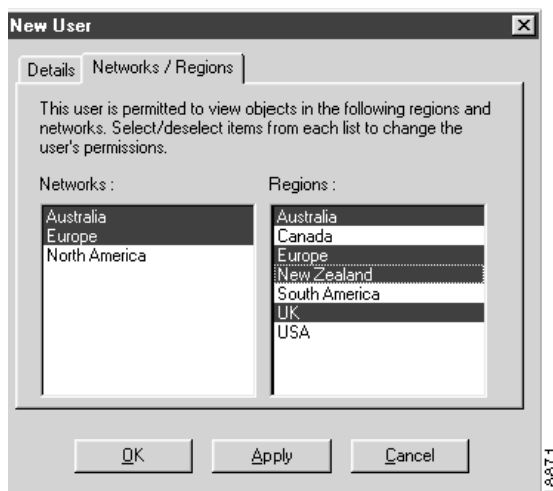 New User
Details Networks / Regions
This user is permitted to view objects in the following regions and
networks. Select/deselect items from each list to change the
user's permissions.
Networks : Regions :
Australia
Europe
North America
Australia
Canada
Europe
New Zealand
South America
UK
USA
OK Apply Cancel
8871